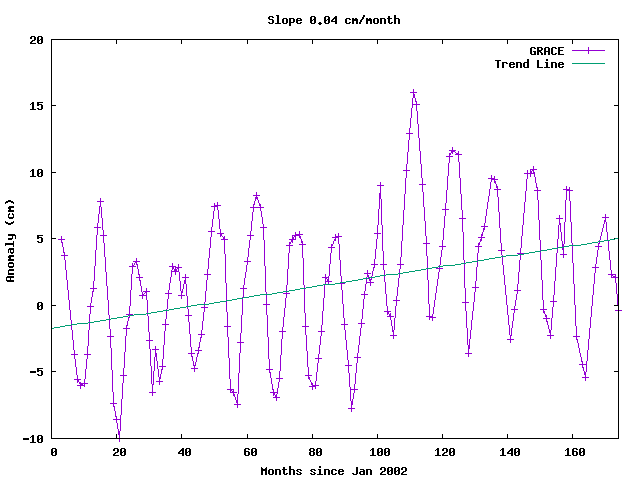 Slope 0.04 cm/month
GRACE
Trend Line
Anomaly (cm)
20
15
10
5
0
-5
-10
0 20 40 60 80 100 120 140 160
Months since Jan 2002